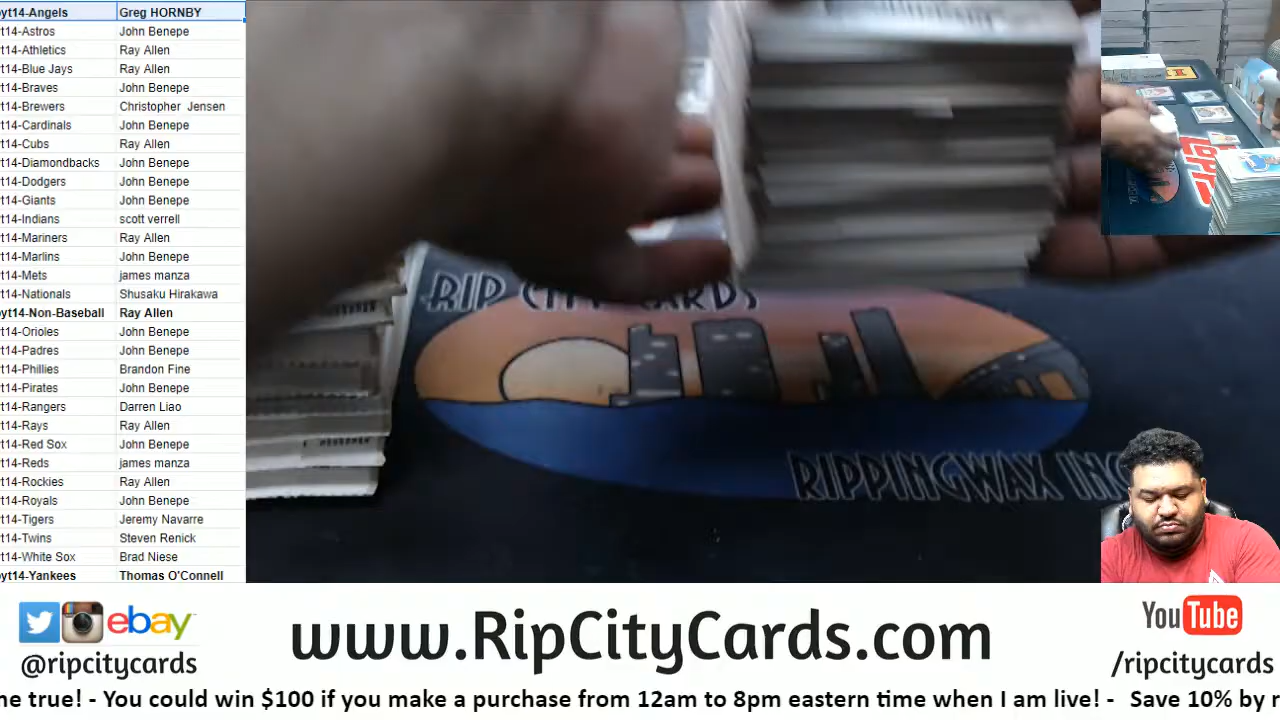 yt14-Angels Greg HORNBY
t14-Astros John Benepe
t14-Athletics Ray Allen
t14-Blue Jays Ray Allen
t14-Braves John Benepe
t14-Brewers Christopher Jensen
t14-Cardinals John Benepe
t14-Cubs Ray Allen
t14-Diamondbacks John Benepe
t14-Dodgers John Benepe
t14-Giants John Benepe
t14-Indians scott verrell
t14-Mariners Ray Allen
t14-Marlins John Benepe
t14-Mets james manza
t14-Nationals Shusaku Hirakawa
yt14-Non-Baseball Ray Allen
t14-Orioles John Benepe
t14-Padres John Benepe
t14-Phillies Brandon Fine
t14-Pirates John Benepe
t14-Rangers Darren Liao
t14-Rays Ray Allen
t14-Red Sox John Benepe
t14-Reds james manza
t14-Rockies Ray Allen
t14-Royals John Benepe
t14-Tigers Jeremy Navarre
t14-Twins Steven Renick
t14-White Sox Brad Niese
yt14-Yankees Thomas O'Connell
RIP CITY CARDS
RIPPINGWAX INC
ebay
@ripcitycards
www.RipCityCards.com
YouTube
/ripcitycards
ne true! - You could win $100 if you make a purchase from 12am to 8pm eastern time when I am live! - Save 10% by